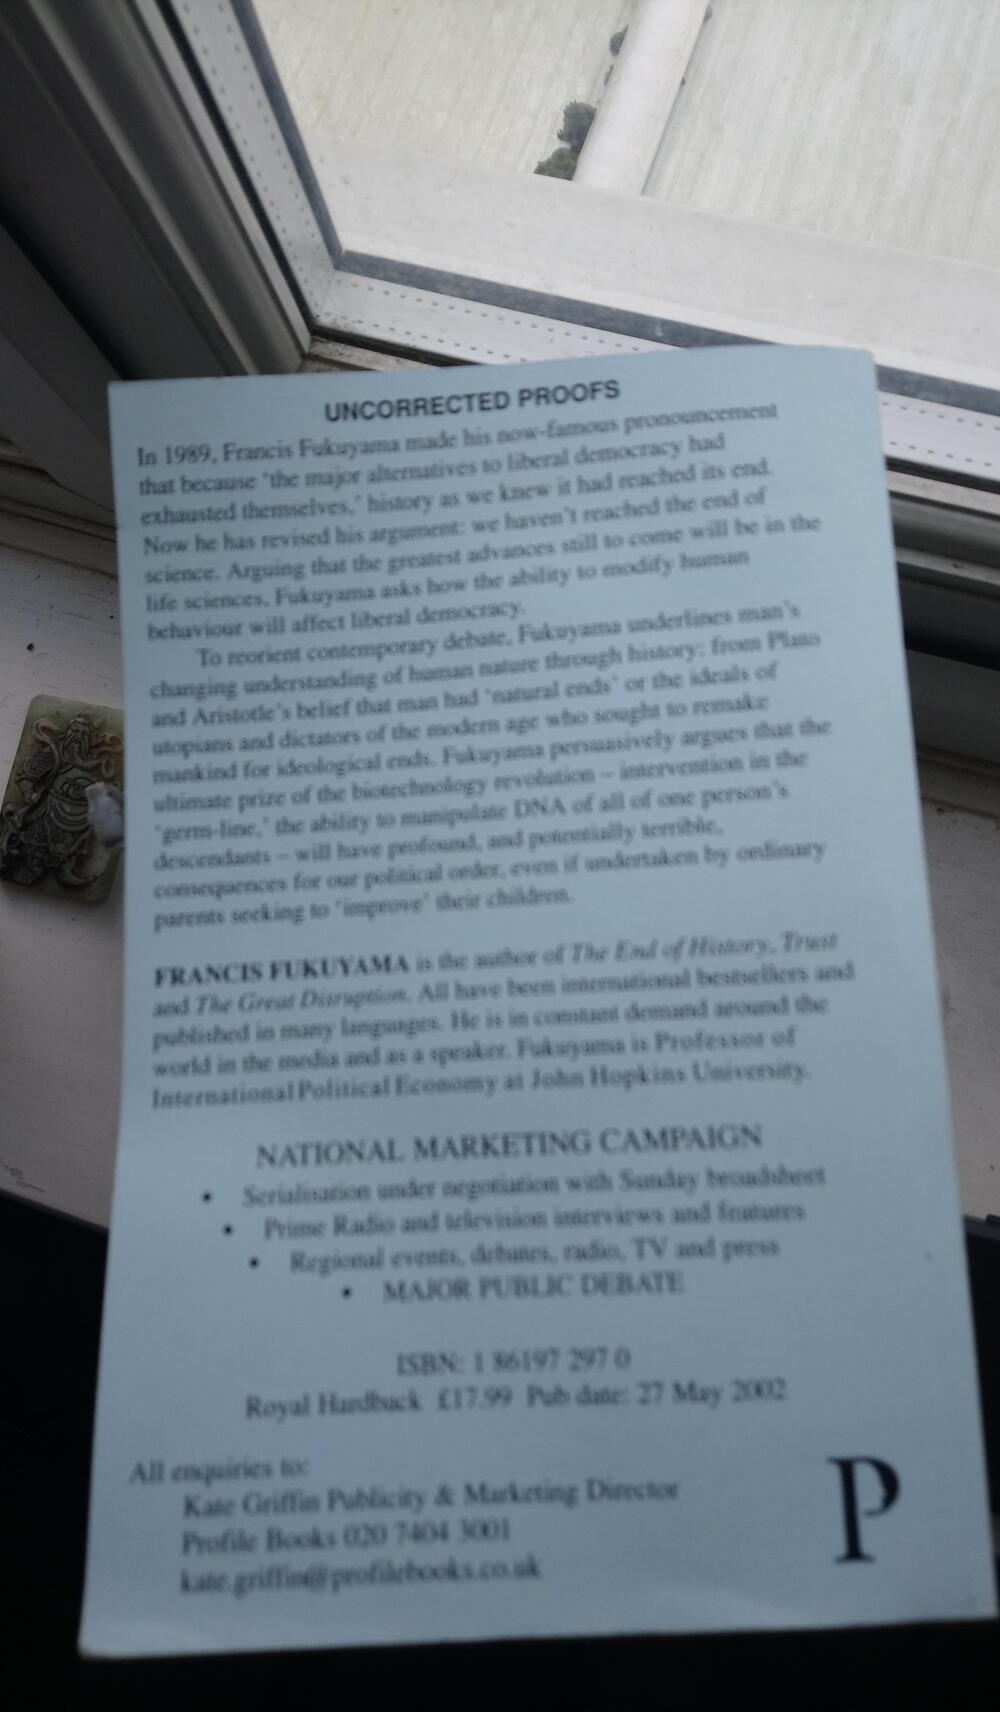 UNCORRECTED PROOFS
In 1989, Francis Fukuyama made his now-famous pronouncement
that because 'the major alternatives to liberal democracy had
exhausted themselves,' history as we knew it had reached its end.
Now he has revised his argument: we haven't reached the end of
science. Arguing that the greatest advances still to come will be in the
life sciences, Fukuyama asks how the ability to modify human
behaviour will affect liberal democracy.
To reorient contemporary debate, Fukuyama underlines man's
changing understanding of human nature through history: from Plato
and Aristotle's belief that man had 'natural ends' or the ideals of
utopians and dictators of the modern age who sought to remake
mankind for ideological ends. Fukuyama persuasively argues that the
ultimate prize of the biotechnology revolution – intervention in the
'germ-line,' the ability to manipulate DNA of all of one person's
descendants – will have profound, and potentially terrible,
consequences for our political order, even if undertaken by ordinary
parents seeking to 'improve' their children.
FRANCIS FUKUYAMA is the author of The End of History, Trust
and The Great Disruption. All have been international bestsellers and
published in many languages. He is in constant demand around the
world in the media and as a speaker. Fukuyama is Professor of
International Political Economy at John Hopkins University.
NATIONAL MARKETING CAMPAIGN
• Serialisation under negotiation with Sunday broadsheet
• Prime Radio and television interviews and features
• Regional events, debates, radio, TV and press
• MAJOR PUBLIC DEBATE
ISBN: 1 86197 297 0
Royal Hardback £17.99 Pub date: 27 May 2002
All enquiries to:
Kate Griffin Publicity & Marketing Director
Profile Books 020 7404 3001
kate.griffin@profilebooks.co.uk
P